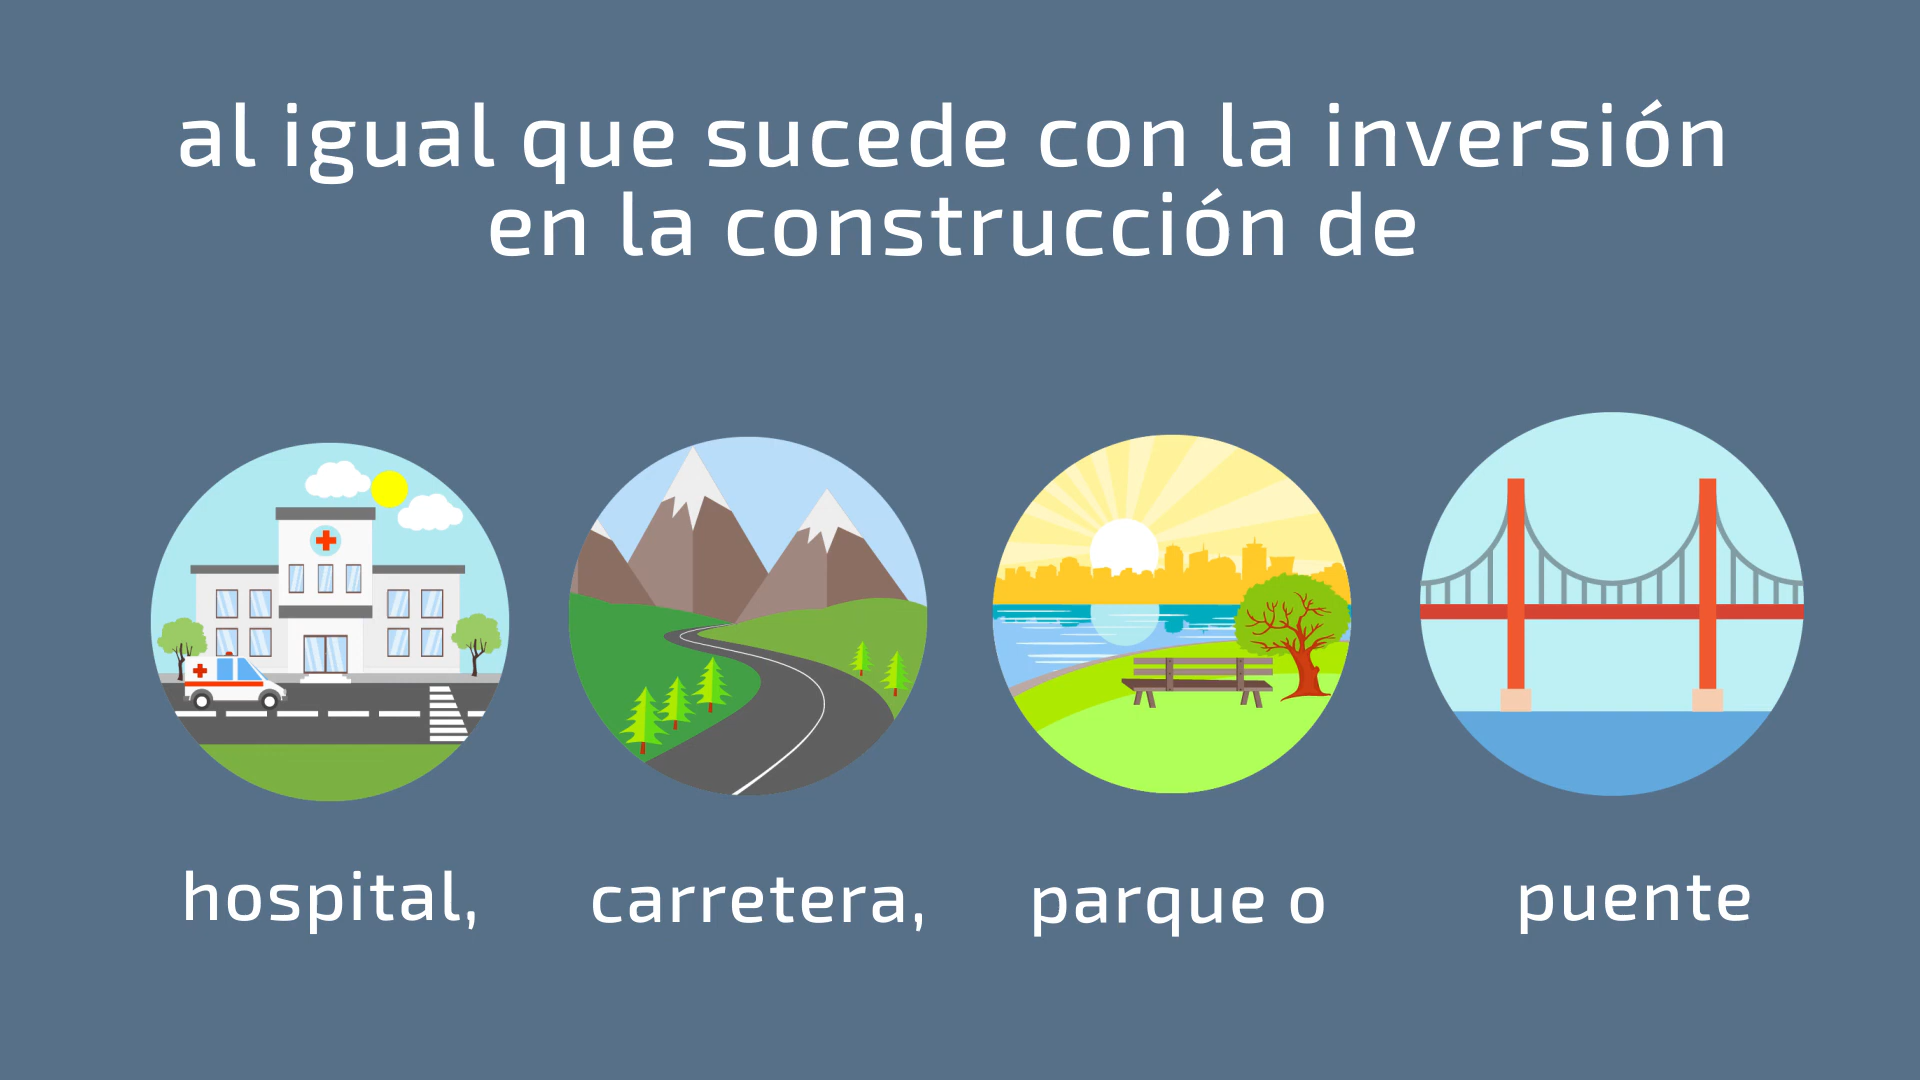 al igual que sucede con la inversión
en la construcción de
hospital,
carretera,
parque o
puente